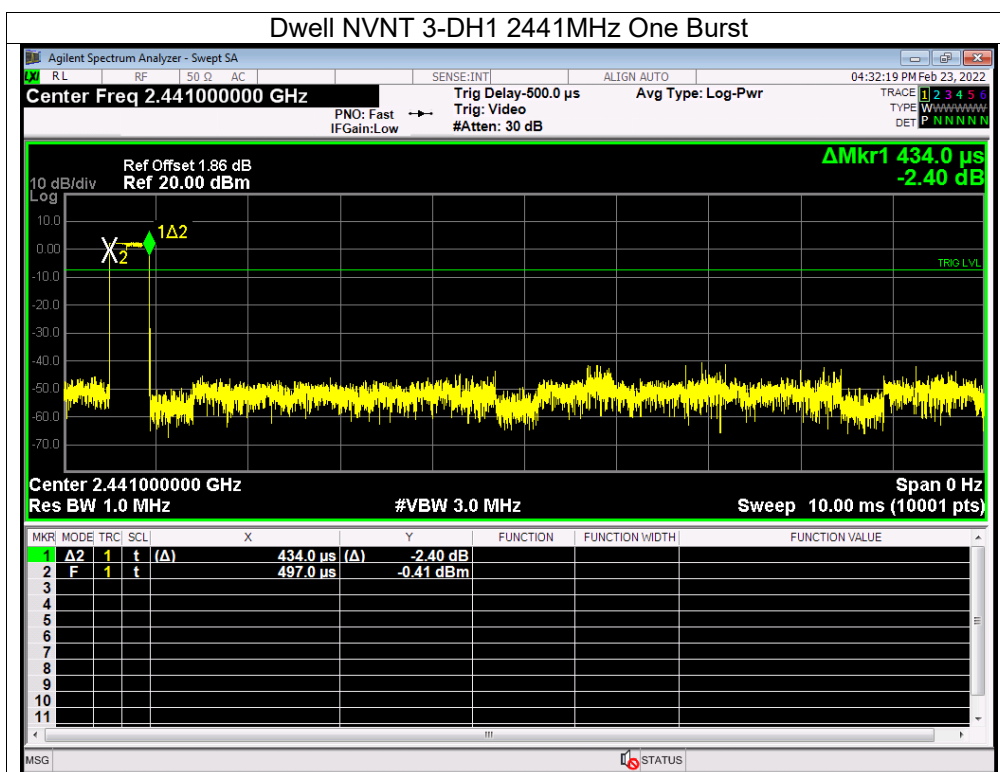 Dwell NVNT 3-DH1 2441MHz One Burst
Agilent Spectrum Analyzer - Swept SA
LXI RL RF 50 Ω AC SENSE:INT ALIGN AUTO 04:32:19 PM Feb 23, 2022
Center Freq 2.441000000 GHz Trig Delay-500.0 µs Avg Type: Log-Pwr TRACE 1 2 3 4 5 6
PNO: Fast Trig: Video TYPE WWWWWW
IFGain:Low #Atten: 30 dB DET P N N N N N
ΔMkr1 434.0 µs
-2.40 dB
Ref Offset 1.86 dB
10 dB/div Ref 20.00 dBm
Log
10.0
0.00
-10.0
-20.0
-30.0
-40.0
-50.0
-60.0
-70.0
1Δ2
2
TRIG LVL
Center 2.441000000 GHz Span 0 Hz
Res BW 1.0 MHz #VBW 3.0 MHz Sweep 10.00 ms (10001 pts)
MKR MODE TRC SCL X Y FUNCTION FUNCTION WIDTH FUNCTION VALUE
1 Δ2 1 t (Δ) 434.0 µs (Δ) -2.40 dB
2 F 1 t 497.0 µs -0.41 dBm
3
4
5
6
7
8
9
10
11
MSG STATUS